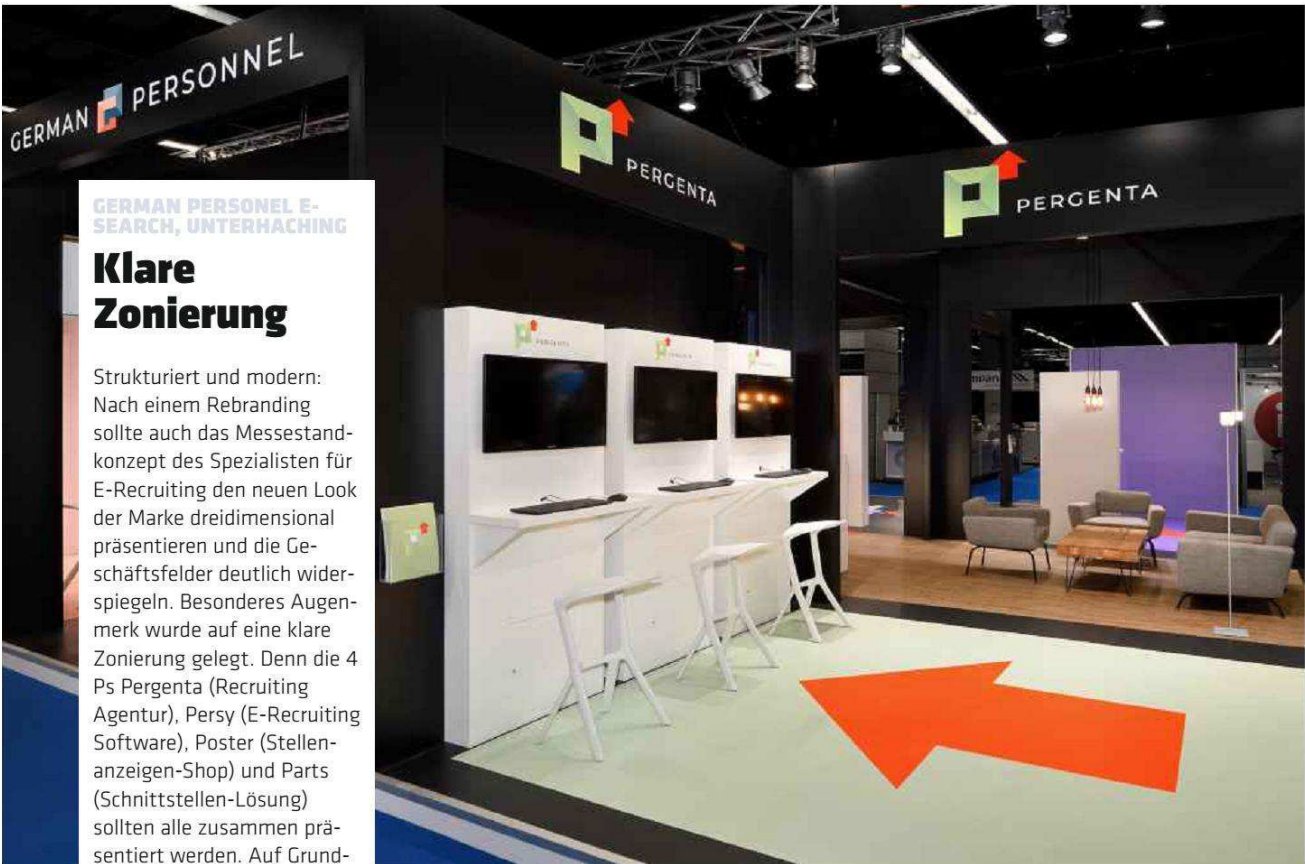 GERMAN PERSONNEL
PERGENTA
PERGENTA
GERMAN PERSONEL E-
SEARCH, UNTERHACHING
Klare
Zonierung
Strukturiert und modern:
Nach einem Rebranding
sollte auch das Messestand-
konzept des Spezialisten für
E-Recruiting den neuen Look
der Marke dreidimensional
präsentieren und die Ge-
schäftsfelder deutlich wider-
spiegeln. Besonderes Augen-
merk wurde auf eine klare
Zonierung gelegt. Denn die 4
Ps Pergenta (Recruiting
Agentur), Persy (E-Recruiting
Software), Poster (Stellen-
anzeigen-Shop) und Parts
(Schnittstellen-Lösung)
sollten alle zusammen prä-
sentiert werden. Auf Grund-
PERGENTA
PERGENTA